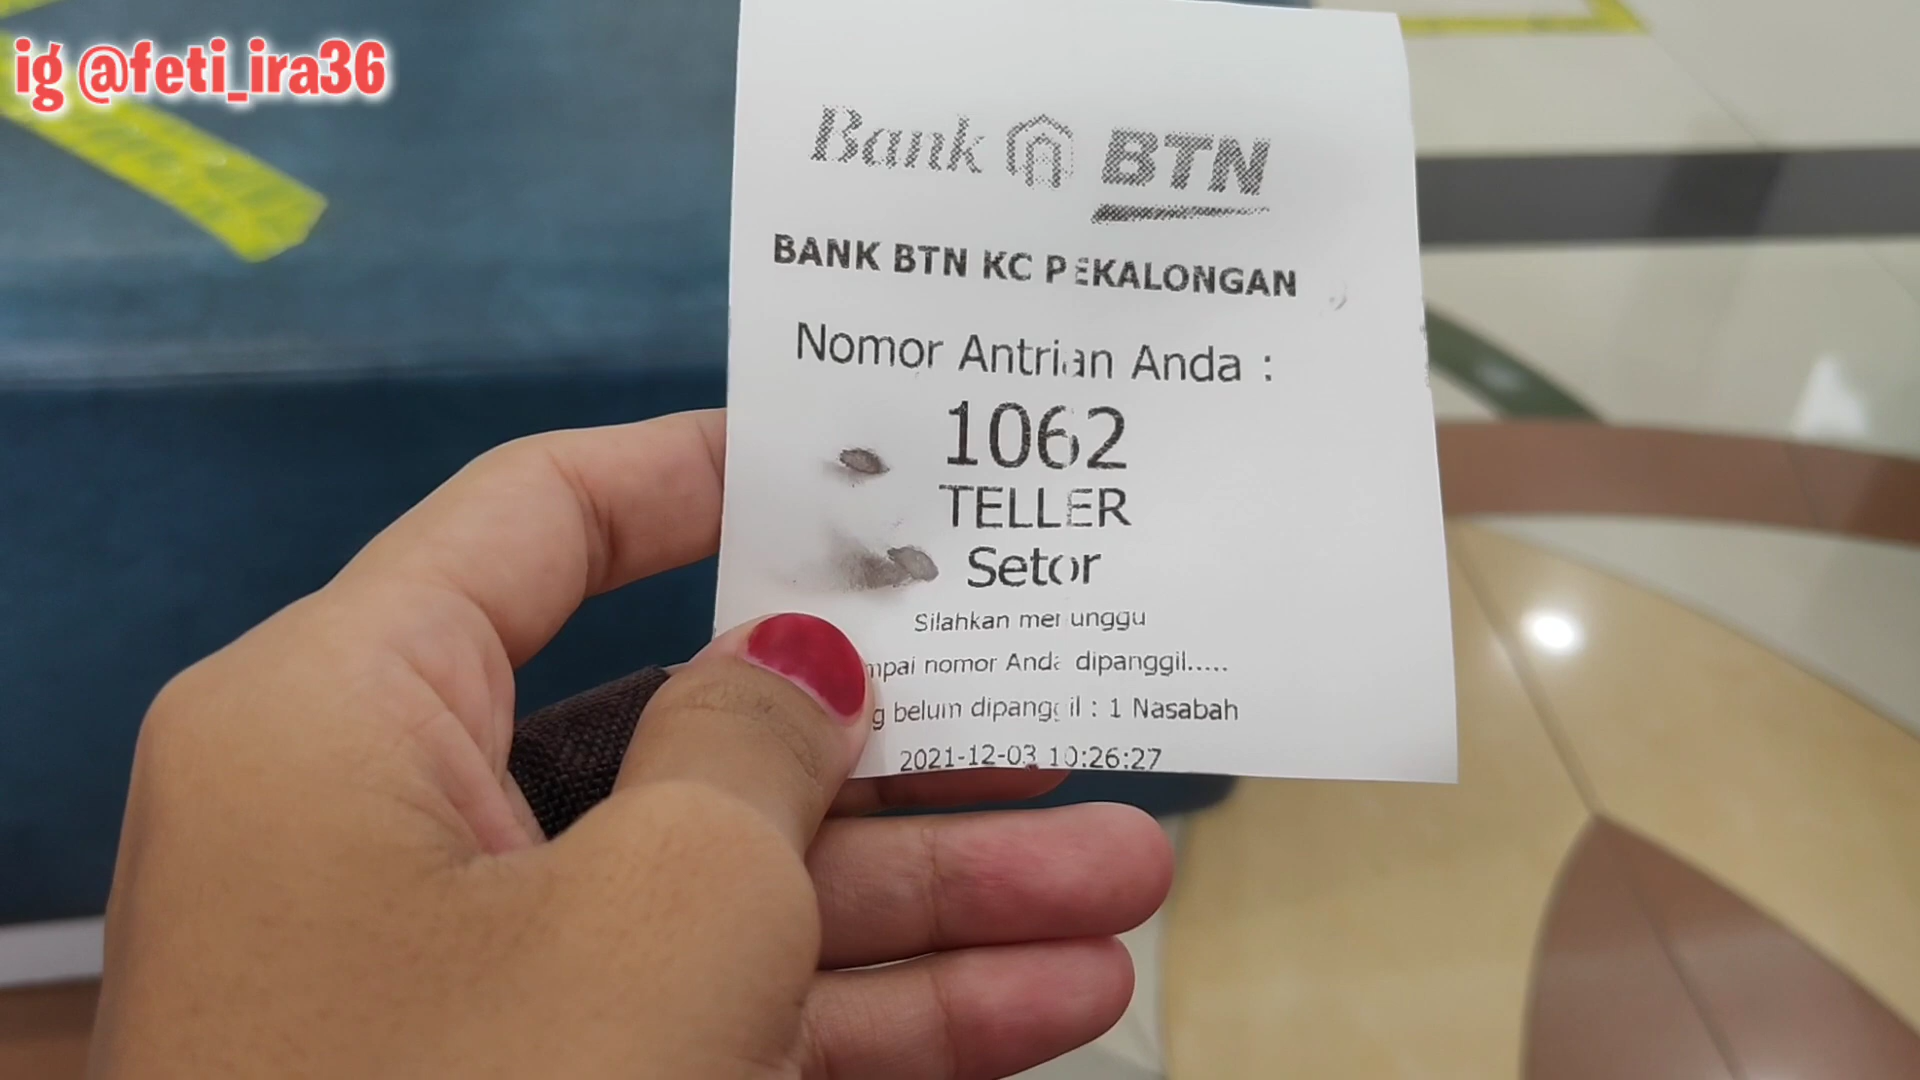 ig @feti_ira36
Bank BTN
BANK BTN KC PEKALONGAN
Nomor Antrian Anda :
1062
TELLER
Setor
Silahkan menunggu
nomor Anda dipanggil.....
belum dipanggil : 1 Nasabah
2021-12-03 10:26:27